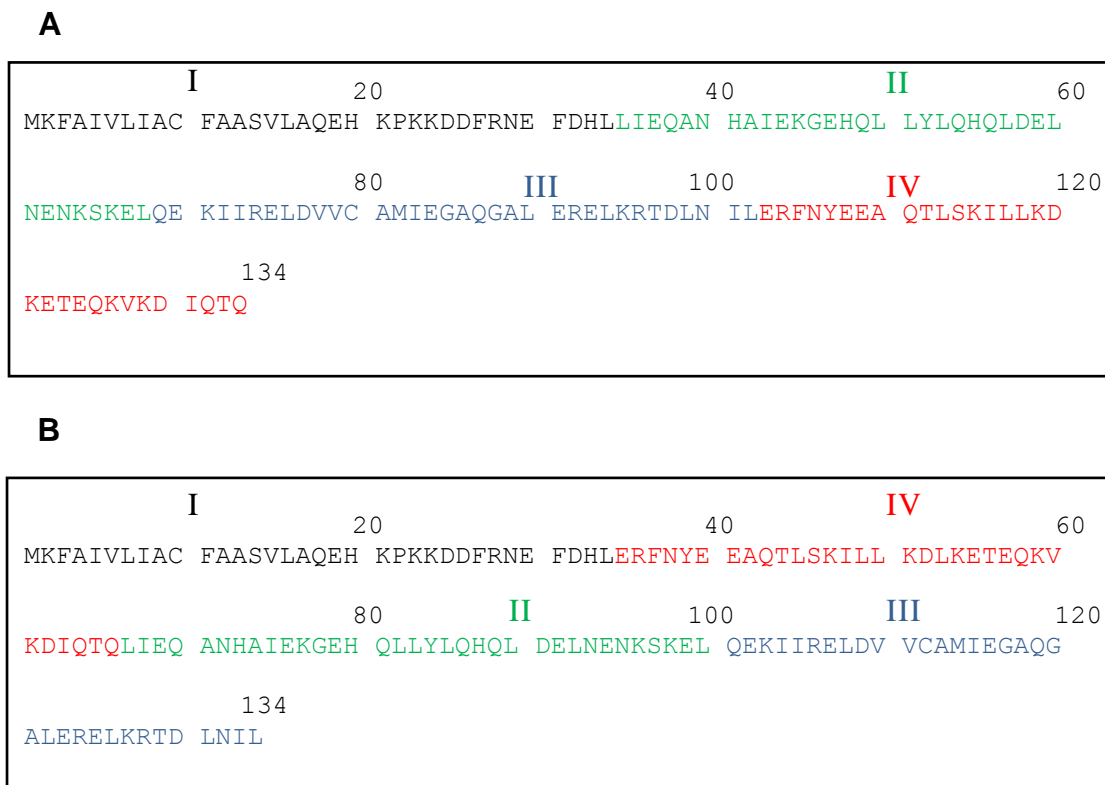 A
I II
20 40 60
MKFAIVLIAC FAASVLAQEH KPKKDDFRNE FDHLLIEQAN HAIEKGEHQL LYLQHQLDEL
80 III 100 IV 120
NENKSKELQE KIIRELDVVC AMIEGAQGAL ERELKRTDLN ILERFNYEEA QTLSKILLKD
134
KETEQKVKD IQTQ
B
I IV
20 40 60
MKFAIVLIAC FAASVLAQEH KPKKDDFRNE FDHLERFNYE EAQTLSKILL KDLKETEQKV
80 II 100 III 120
KDIQTQLIEQ ANHAIEKGEH QLLYLQHQL DELNENKSKEL QEKIIRELDV VCAMIEGAQG
134
ALERELKRTD LNIL